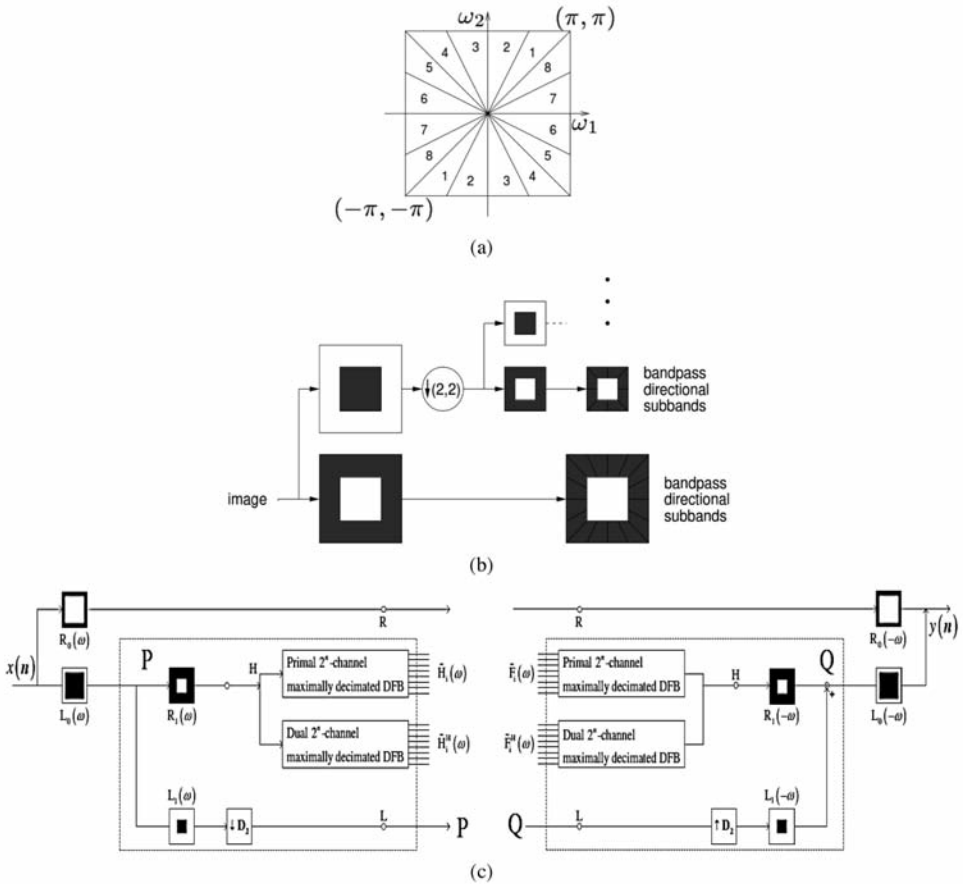 ω₂
(π, π)
4 3 2 1
5 8
6 7
ω₁
7 6
8 5
1 2 3 4
(−π, −π)
(a)
image
↓(2,2)
bandpass
directional
subbands
bandpass
directional
subbands
(b)
x(n)
R₀(ω)
R
L₀(ω)
P
R₁(ω)
H
Primal 2ⁿ-channel
maximally decimated DFB
H̃ᵢ(ω)
Dual 2ⁿ-channel
maximally decimated DFB
H̃ᵢᴴ(ω)
L₁(ω)
↓D₂
L
P
R
R₀(−ω)
y(n)
F̃ᵢ(ω)
Primal 2ⁿ-channel
maximally decimated DFB
H
R₁(−ω)
Q
+
L₀(−ω)
F̃ᵢᴴ(ω)
Dual 2ⁿ-channel
maximally decimated DFB
Q
L
↑D₂
L₁(−ω)
(c)